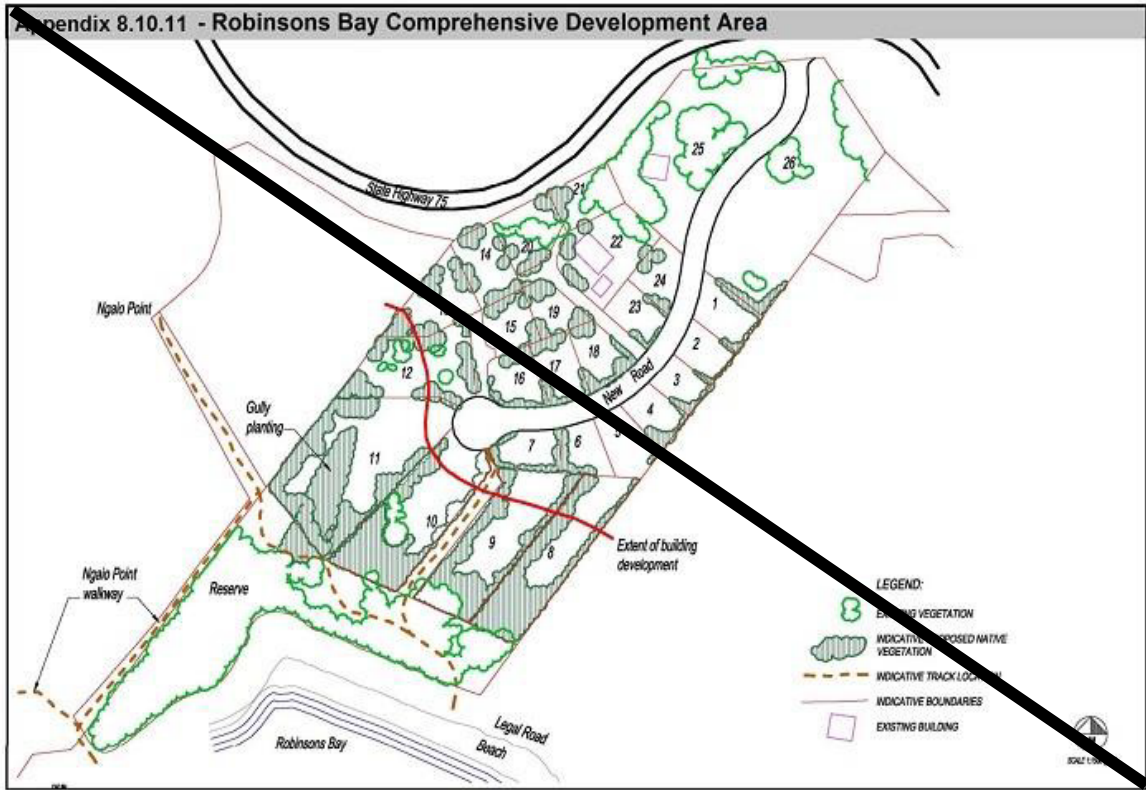 Appendix 8.10.11 - Robinsons Bay Comprehensive Development Area
State Highway 75
25
26
21
22
20
14
24
23
1
19
15
2
18
Ngaio Point
17
16
3
12
New Road
4
5
Gully
planting
7
6
11
10
9
8
Extent of building
development
Ngaio Point
walkway
Reserve
LEGEND:
EXISTING VEGETATION
INDICATIVE PROPOSED NATIVE
VEGETATION
INDICATIVE TRACK LOCATION
INDICATIVE BOUNDARIES
EXISTING BUILDING
Legal Road
Beach
Robinsons Bay